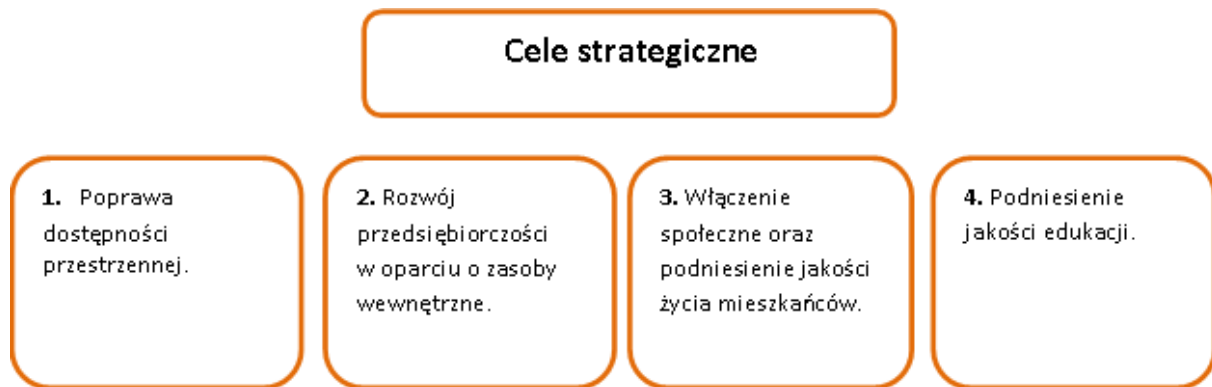 Cele strategiczne
1. Poprawa
dostępności
przestrzennej.
2. Rozwój
przedsiębiorczości
w oparciu o zasoby
wewnętrzne.
3. Włączenie
społeczne oraz
podniesienie jakości
życia mieszkańców.
4. Podniesienie
jakości edukacji.